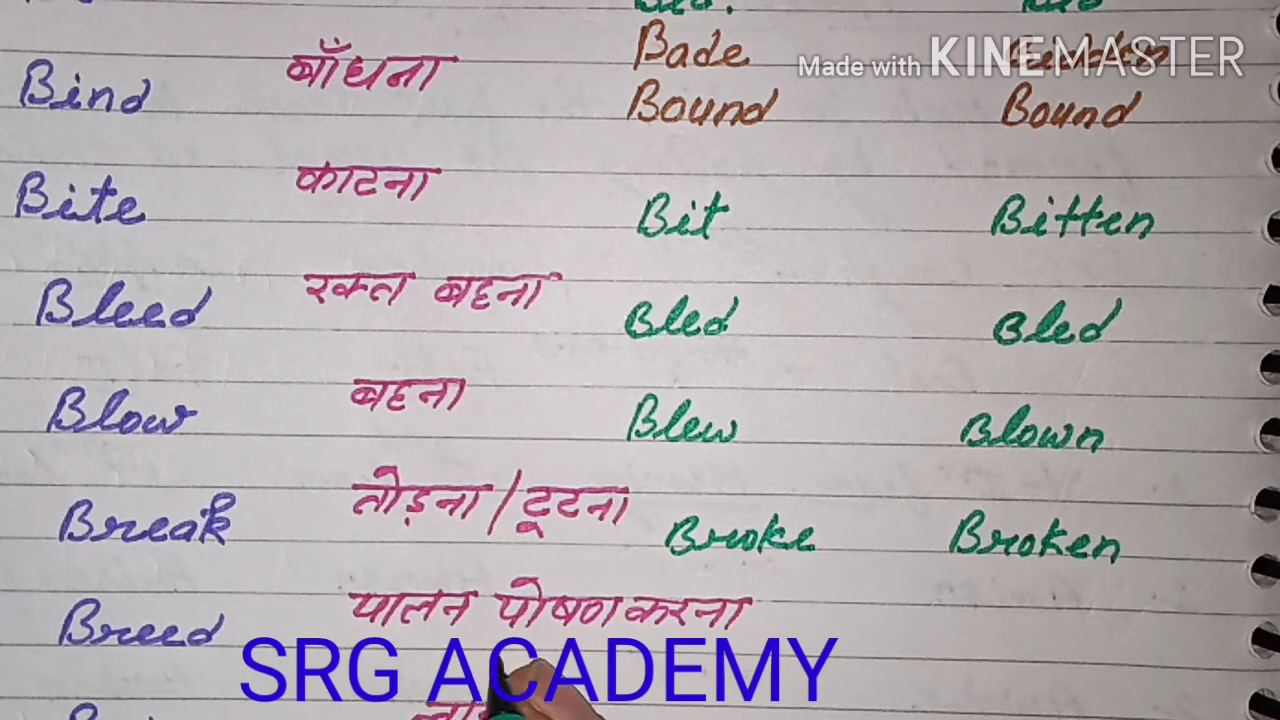 Bade
Made with KINEMASTER
Bind बाँधना Bound Bound
Bite काटना Bit Bitten
Bleed रक्त बहना Bled Bled
Blow बहना Blew Blown
Break तोड़ना / टूटना Broke Broken
Breed पालन पोषण करना
SRG ACADEMY